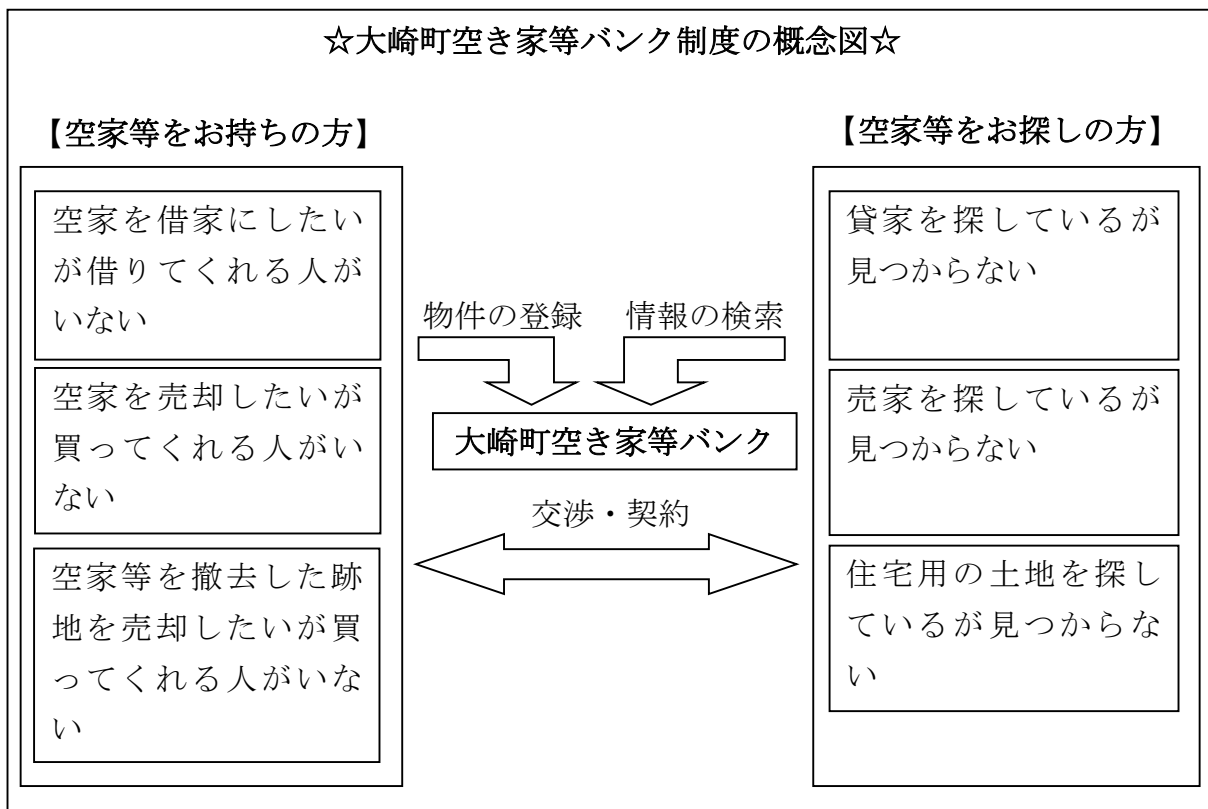 ☆大崎町空き家等バンク制度の概念図☆
【空家等をお持ちの方】
空家を借家にしたい
が借りてくれる人が
いない
空家を売却したいが
買ってくれる人がい
ない
空家等を撤去した跡
地を売却したいが買
ってくれる人がいな
い
物件の登録
情報の検索
大崎町空き家等バンク
交渉・契約
【空家等をお探しの方】
貸家を探しているが
見つからない
売家を探しているが
見つからない
住宅用の土地を探し
ているが見つからな
い